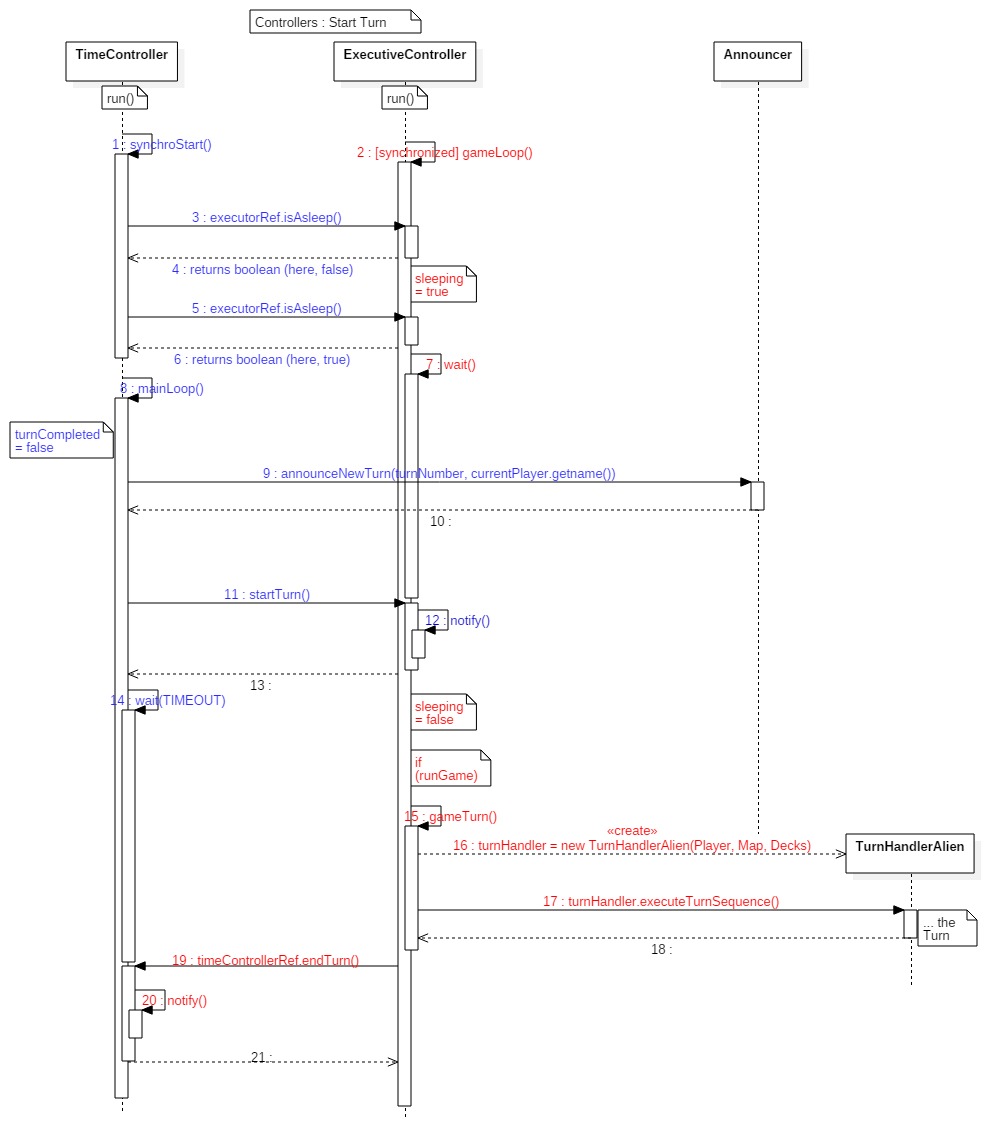 Controllers : Start Turn
TimeController
ExecutiveController
Announcer
run()
run()
1 : synchroStart()
2 : [synchronized] gameLoop()
3 : executorRef.isAsleep()
4 : returns boolean (here, false)
sleeping
= true
5 : executorRef.isAsleep()
6 : returns boolean (here, true)
7 : wait()
8 : mainLoop()
turnCompleted
= false
9 : announceNewTurn(turnNumber, currentPlayer.getname())
10 :
11 : startTurn()
12 : notify()
13 :
14 : wait(TIMEOUT)
sleeping
= false
if
(runGame)
15 : gameTurn()
«create»
16 : turnHandler = new TurnHandlerAlien(Player, Map, Decks)
TurnHandlerAlien
17 : turnHandler.executeTurnSequence()
... the
Turn
18 :
19 : timeControllerRef.endTurn()
20 : notify()
21 :